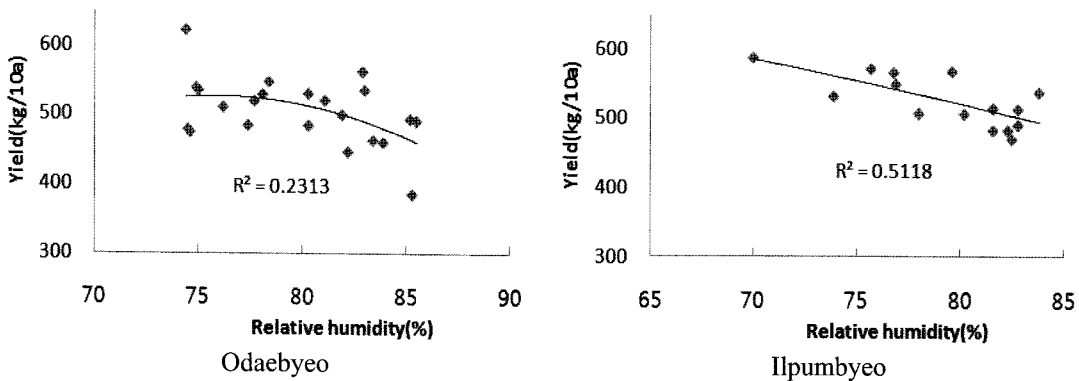 Yield(kg/10a)
600
500
400
300
R² = 0.2313
70 75 80 85 90
Relative humidity(%)
Odaebyeo
Yield(kg/10a)
600
500
400
300
R² = 0.5118
65 70 75 80 85
Relative humidity(%)
Ilpumbyeo